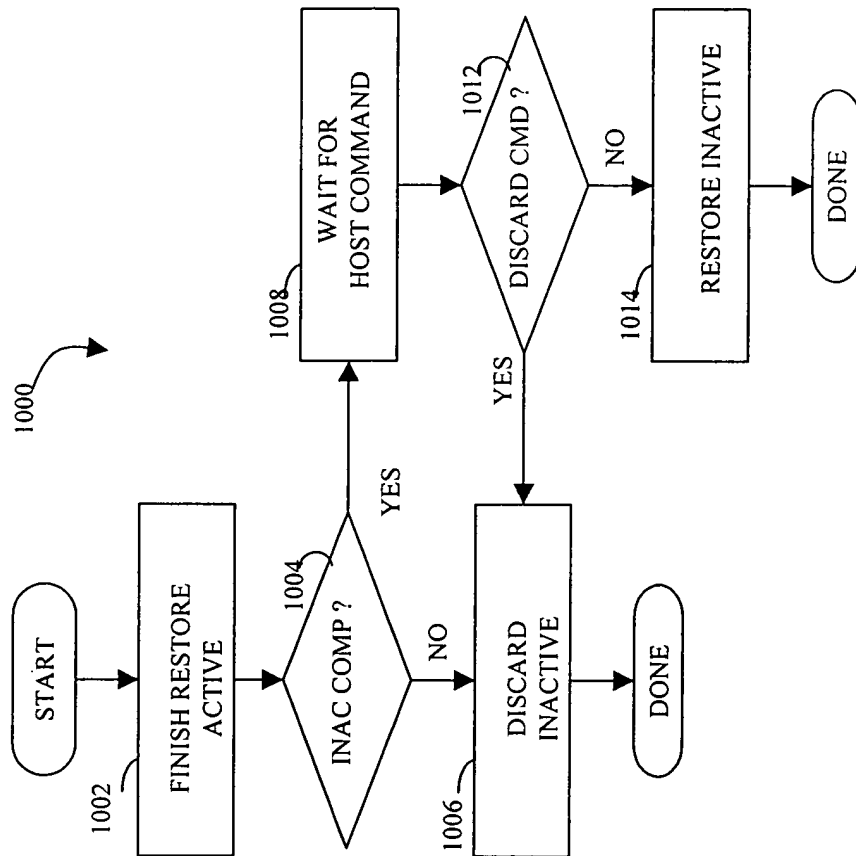 1000
START
1002
FINISH RESTORE
ACTIVE
1004
INAC COMP ?
YES
NO
1006
DISCARD
INACTIVE
DONE
1008
WAIT FOR
HOST COMMAND
1012
DISCARD CMD ?
YES
NO
1014
RESTORE INACTIVE
DONE